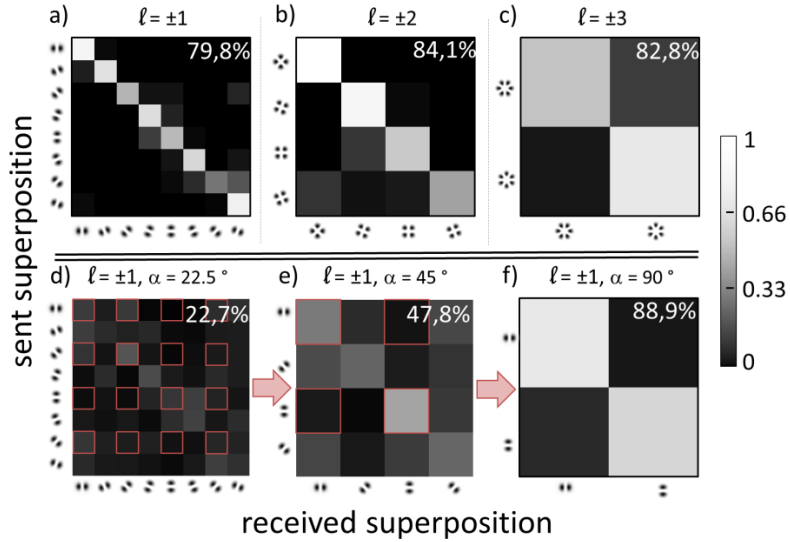 a) ℓ = ±1
b) ℓ = ±2
c) ℓ = ±3
79,8%
84,1%
82,8%
sent superposition
1
0.66
0.33
0
d) ℓ = ±1, α = 22.5 °
e) ℓ = ±1, α = 45°
f) ℓ = ±1, α = 90 °
22,7%
47,8%
88,9%
received superposition